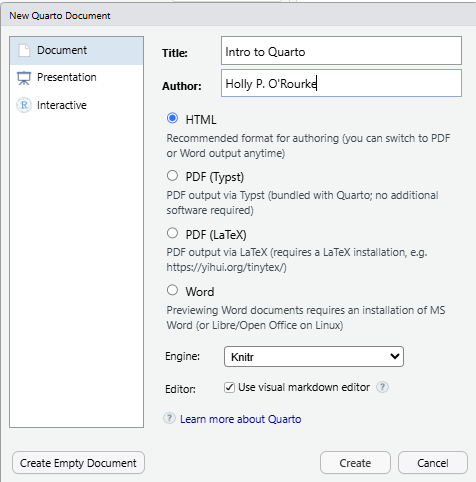 New Quarto Document
Document
Presentation
Interactive
Title:
Intro to Quarto
Author:
Holly P. O'Rourke
HTML
Recommended format for authoring (you can switch to PDF
or Word output anytime)
PDF (Typst)
PDF output via Typst (bundled with Quarto; no additional
software required)
PDF (LaTeX)
PDF output via LaTeX (requires a LaTeX installation, e.g.
https://yihui.org/tinytex/)
Word
Previewing Word documents requires an installation of MS
Word (or Libre/Open Office on Linux)
Engine:
Knitr
Editor:
Use visual markdown editor ?
? Learn more about Quarto
Create Empty Document
Create
Cancel